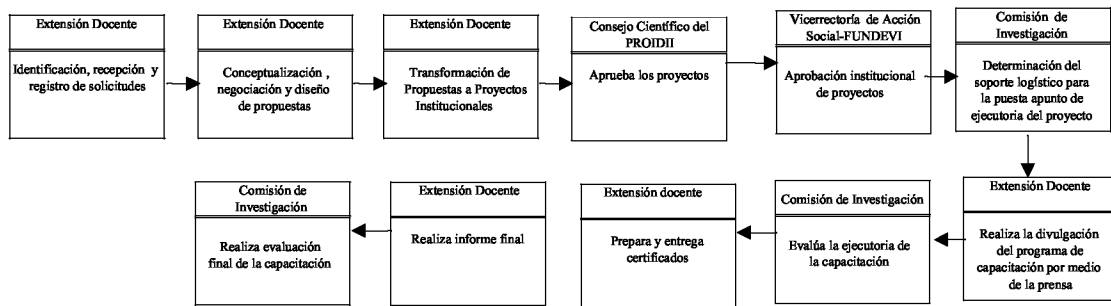 Extensión Docente
Identificación, recepción y
registro de solicitudes
Extensión Docente
Conceptualización ,
negociación y diseño
de propuestas
Extensión Docente
Transformación de
Propuestas a Proyectos
Institucionales
Consejo Científico del
PROIDII
Aprueba los proyectos
Vicerrectoría de Acción
Social-FUNDEVI
Aprobación institucional
de proyectos
Comisión de
Investigación
Determinación del
soporte logístico para
la puesta apunto de
ejecutoria del proyecto
Extensión Docente
Realiza la divulgación
del programa de
capacitación por medio
de la prensa
Comisión de Investigación
Evalúa la ejecutoria de
la capacitación
Extensión docente
Prepara y entrega
certificados
Extensión Docente
Realiza informe final
Comisión de
Investigación
Realiza evaluación
final de la capacitación